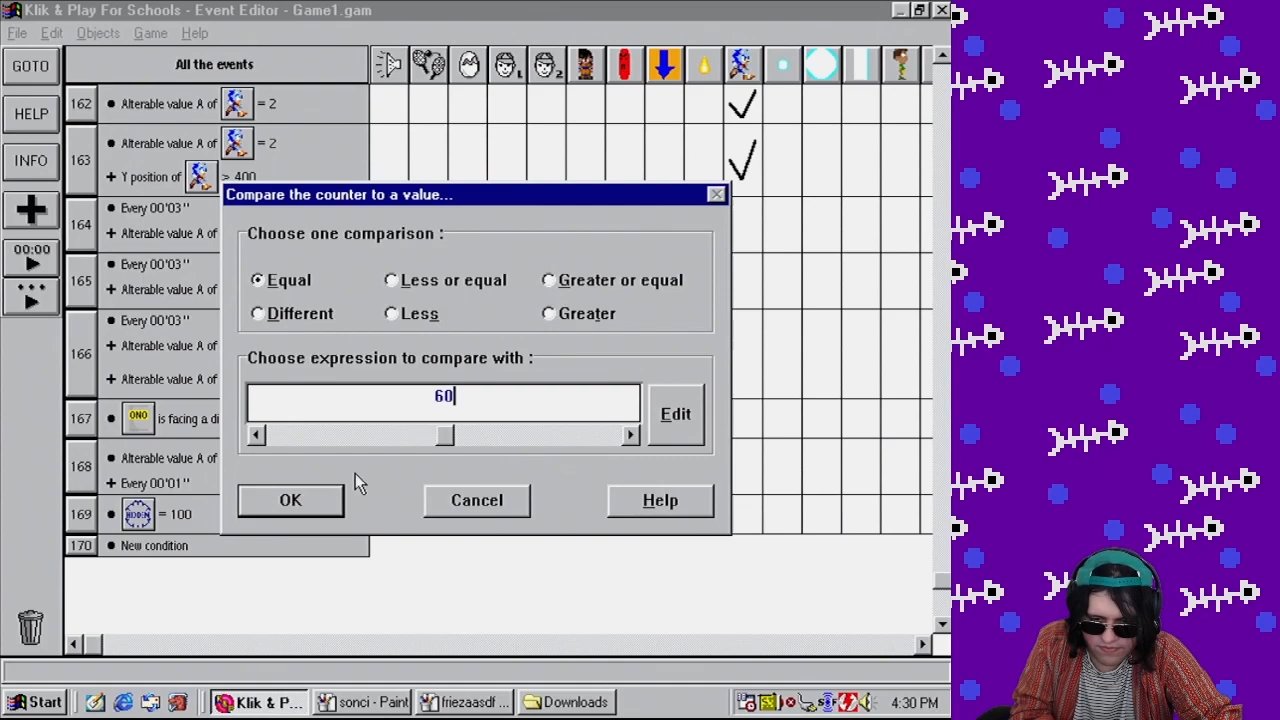 Klik & Play For Schools - Event Editor - Game1.gam
File Edit Objects Game Help
GOTO
All the events
1
2
162 Alterable value A of = 2
HELP
163 Alterable value A of = 2
+ Y position of > 400
INFO
164 Every 00'03"
+ Alterable value A of
00:00
165 Every 00'03"
+ Alterable value A of
166 Every 00'03"
+ Alterable value A of
+ Alterable value A of
167 ONO is facing a di
168 Alterable value A of
+ Every 00'01"
169 HIDDEN = 100
170 New condition
Compare the counter to a value...
Choose one comparison :
Equal Less or equal Greater or equal
Different Less Greater
Choose expression to compare with :
60
Edit
OK Cancel Help
Start Klik & P... sonci - Paint friezaasdf ... Downloads 4:30 PM